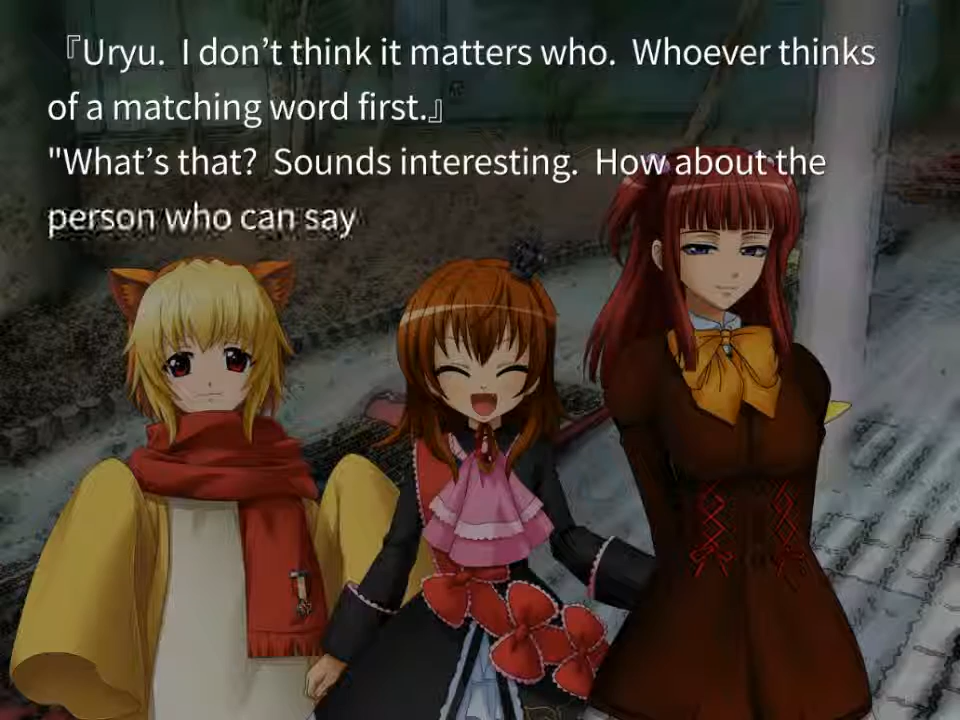 『Uryu.  I don’t think it matters who.  Whoever thinks
of a matching word first.』
"What’s that?  Sounds interesting.  How about the
person who can say